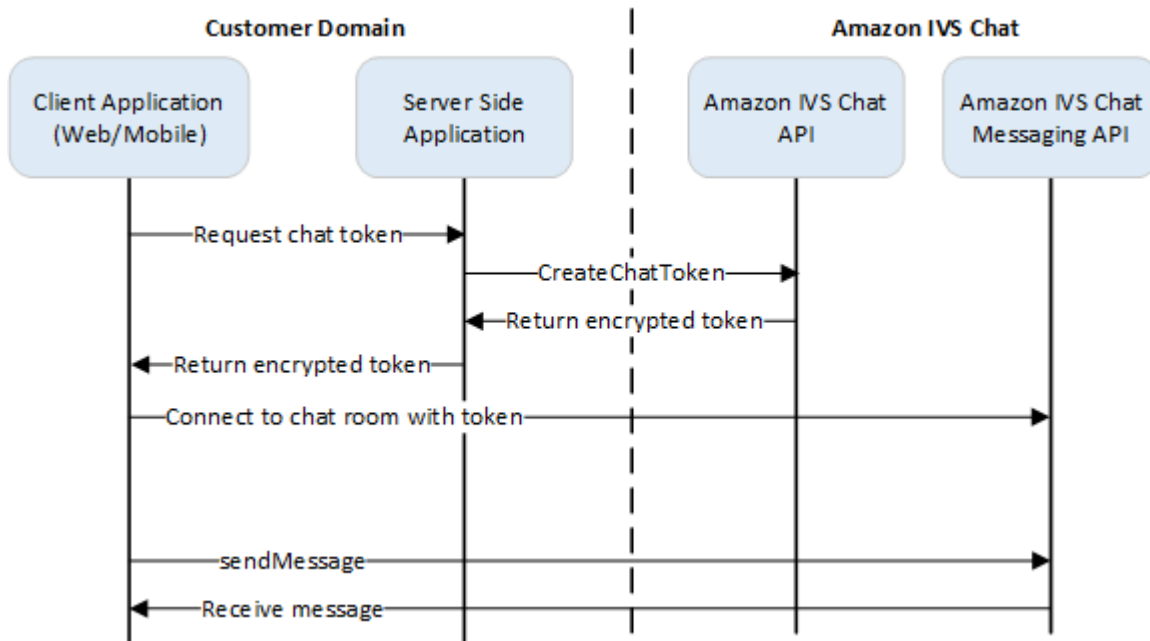 Customer Domain
Amazon IVS Chat
Client Application
(Web/Mobile)
Server Side
Application
Amazon IVS Chat
API
Amazon IVS Chat
Messaging API
Request chat token
CreateChatToken
Return encrypted token
Return encrypted token
Connect to chat room with token
sendMessage
Receive message